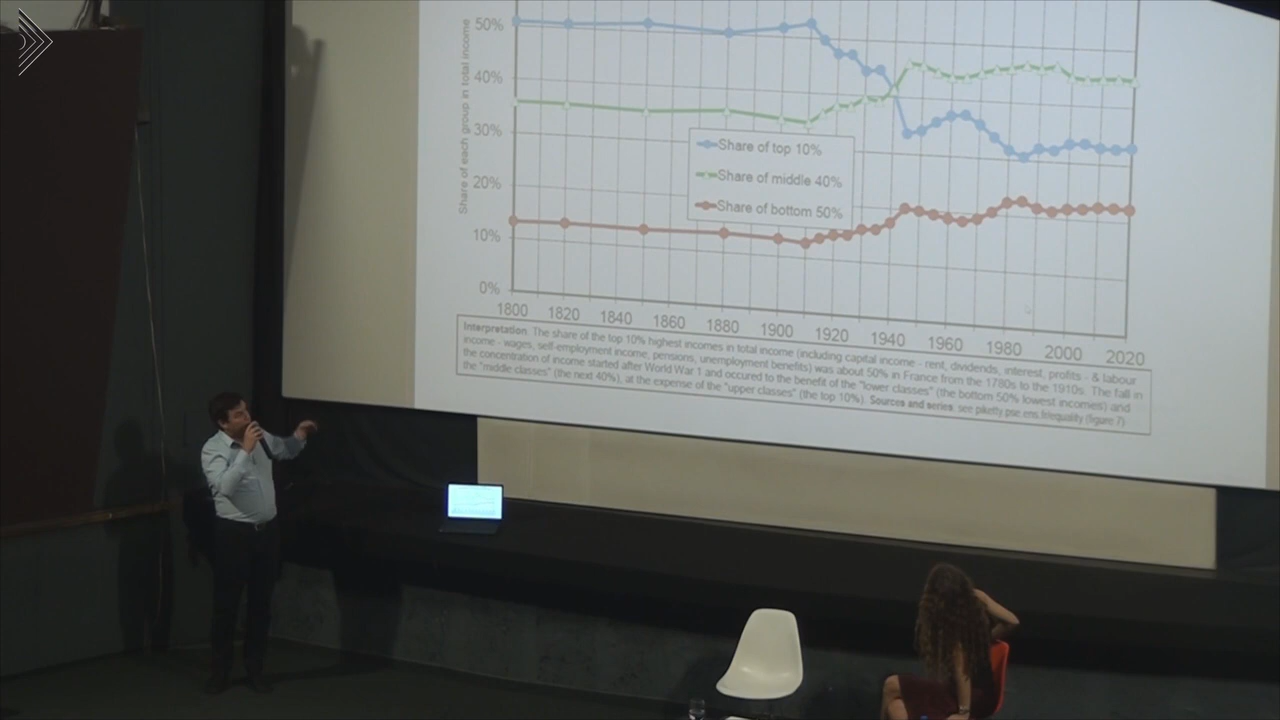 Share of each group in total income
50%
40%
30%
20%
10%
0%
Share of top 10%
Share of middle 40%
Share of bottom 50%
1800 1820 1840 1860 1880 1900 1920 1940 1960 1980 2000 2020
Interpretation. The share of the top 10% highest incomes in total income (including capital income - rent, dividends, interest, profits - & labour
income - wages, self-employment income, pensions, unemployment benefits) was about 50% in France from the 1780s to the 1910s. The fall in
the concentration of income started after World War 1 and occured to the benefit of the "lower classes" (the bottom 50% lowest incomes) and
the "middle classes" (the next 40%), at the expense of the "upper classes" (the top 10%). Sources and series: see piketty.pse.ens.fr/equality (figure 7)